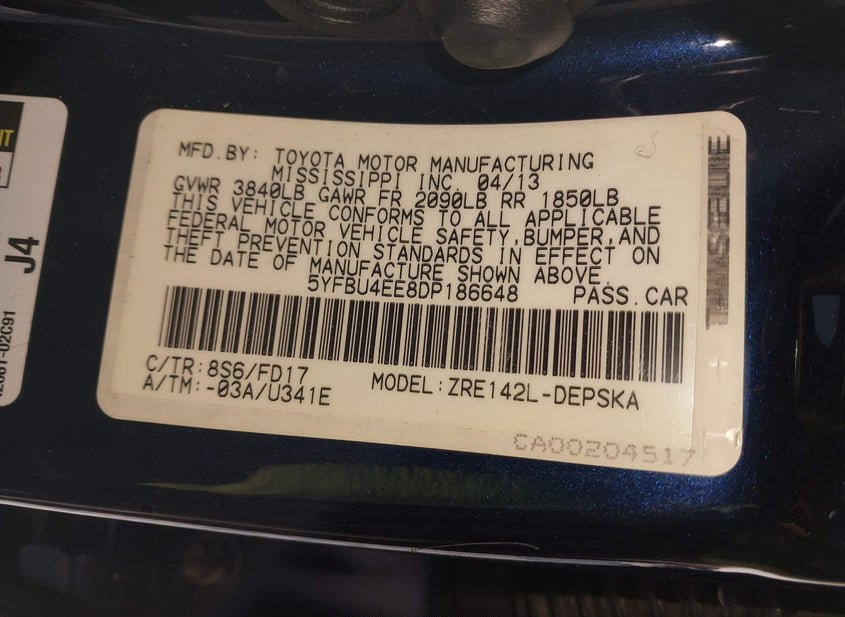 MFD.BY: TOYOTA MOTOR MANUFACTURING
MISSISSIPPI INC. 04/13
GVWR 3840LB GAWR FR 2090LB RR 1850LB
THIS VEHICLE CONFORMS TO ALL APPLICABLE
FEDERAL MOTOR VEHICLE SAFETY,BUMPER,AND
THEFT PREVENTION STANDARDS IN EFFECT ON
THE DATE OF MANUFACTURE SHOWN ABOVE.
5YFBU4EE8DP186648 PASS.CAR
C/TR:8S6/FD17
A/TM:-03A/U341E MODEL:ZRE142L-DEPSKA
CA00204517
J4